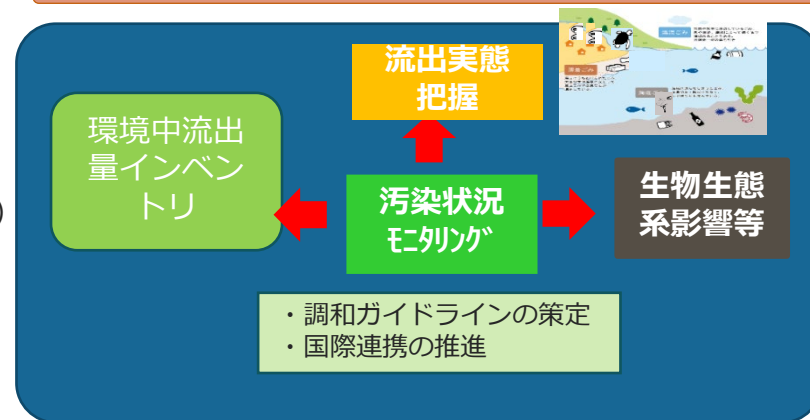 流出実態
把握
環境中流出
量インベン
トリ
汚染状況
ﾓﾆﾀﾘﾝｸﾞ
生物生態
系影響等
・調和ガイドラインの策定
・国際連携の推進